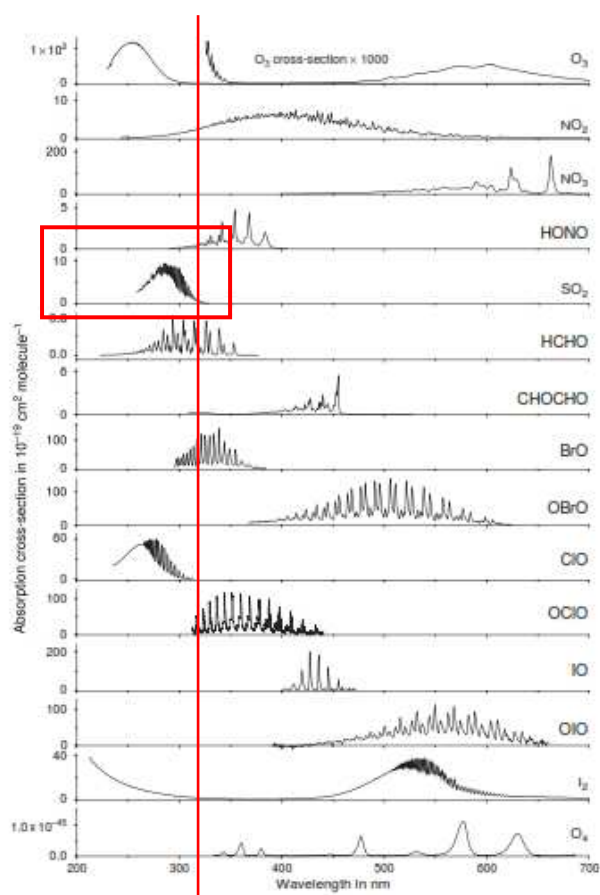 1 × 10³
O₃ cross-section × 1000
O₃
0
10
NO₂
0
200
NO₃
0
5
HONO
0
10
SO₂
0
HCHO
0.0
6
CHOCHO
0
100
BrO
0
100
OBrO
0
60
ClO
0
100
OClO
0
200
IO
0
100
OIO
0
40
I₂
0
1.0 x 10⁻⁴⁵
O₄
0.0
200 300 400 500 600 700
Wavelength in nm
Absorption cross-section in 10⁻¹⁹ cm² molecule⁻¹